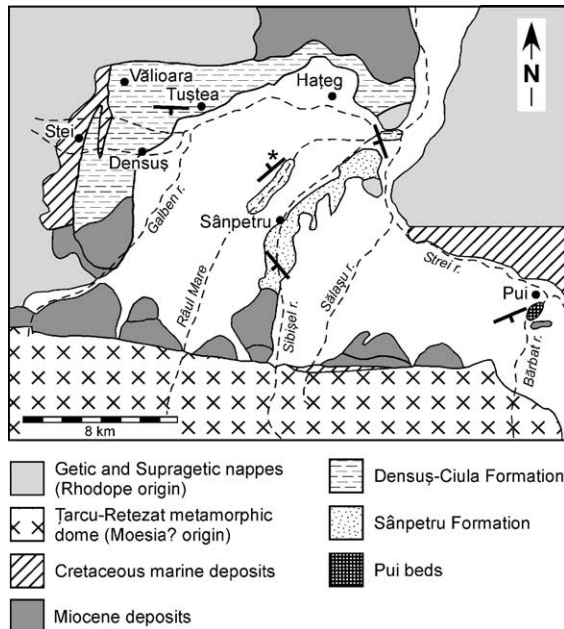 N
Vălioara
Hațeg
Tuștea
Stei
Densuș
*
Galben r.
Sânpetru
Râul Mare
Sibișel r.
Sălașu r.
Strei r.
Pui
Bărbat r.
8 km
Getic and Supragetic nappes
(Rhodope origin)
Țarcu-Retezat metamorphic
dome (Moesia? origin)
Cretaceous marine deposits
Miocene deposits
Densuș-Ciula Formation
Sânpetru Formation
Pui beds